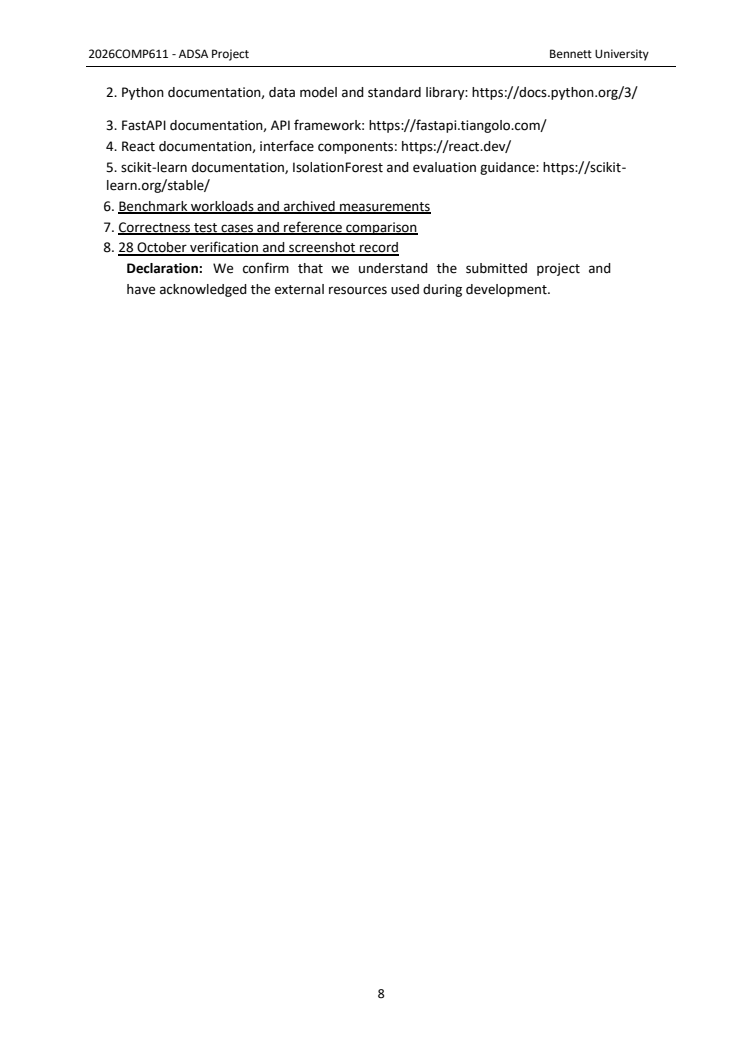 2026COMP611 - ADSA Project Bennett University
2. Python documentation, data model and standard library: https://docs.python.org/3/
3. FastAPI documentation, API framework: https://fastapi.tiangolo.com/
4. React documentation, interface components: https://react.dev/
5. scikit-learn documentation, IsolationForest and evaluation guidance: https://scikit-
learn.org/stable/
6. Benchmark workloads and archived measurements
7. Correctness test cases and reference comparison
8. 28 October verification and screenshot record
Declaration: We confirm that we understand the submitted project and
have acknowledged the external resources used during development.
8